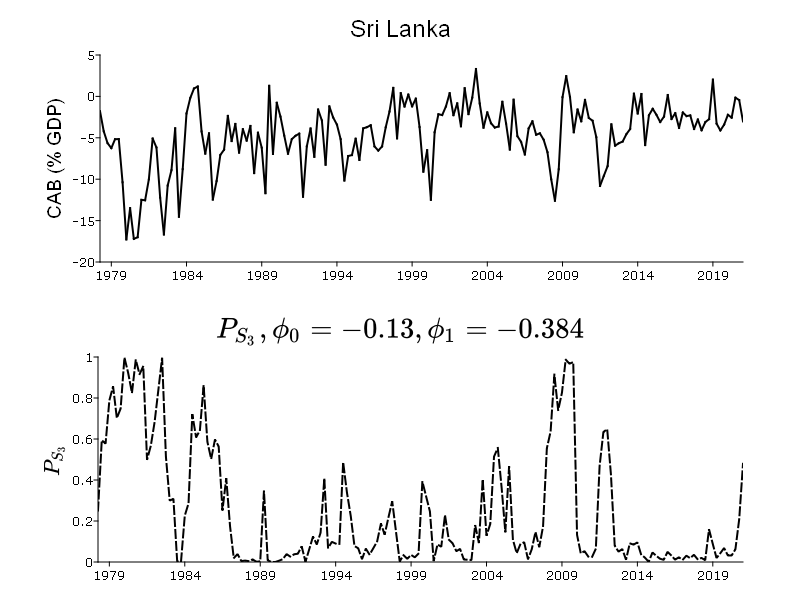 Sri Lanka
CAB (% GDP)
5
0
−5
−10
−15
−20
1979 1984 1989 1994 1999 2004 2009 2014 2019
P_{S_3}, ϕ_0 = −0.13, ϕ_1 = −0.384
P_{S_3}
1
0.8
0.6
0.4
0.2
0
1979 1984 1989 1994 1999 2004 2009 2014 2019